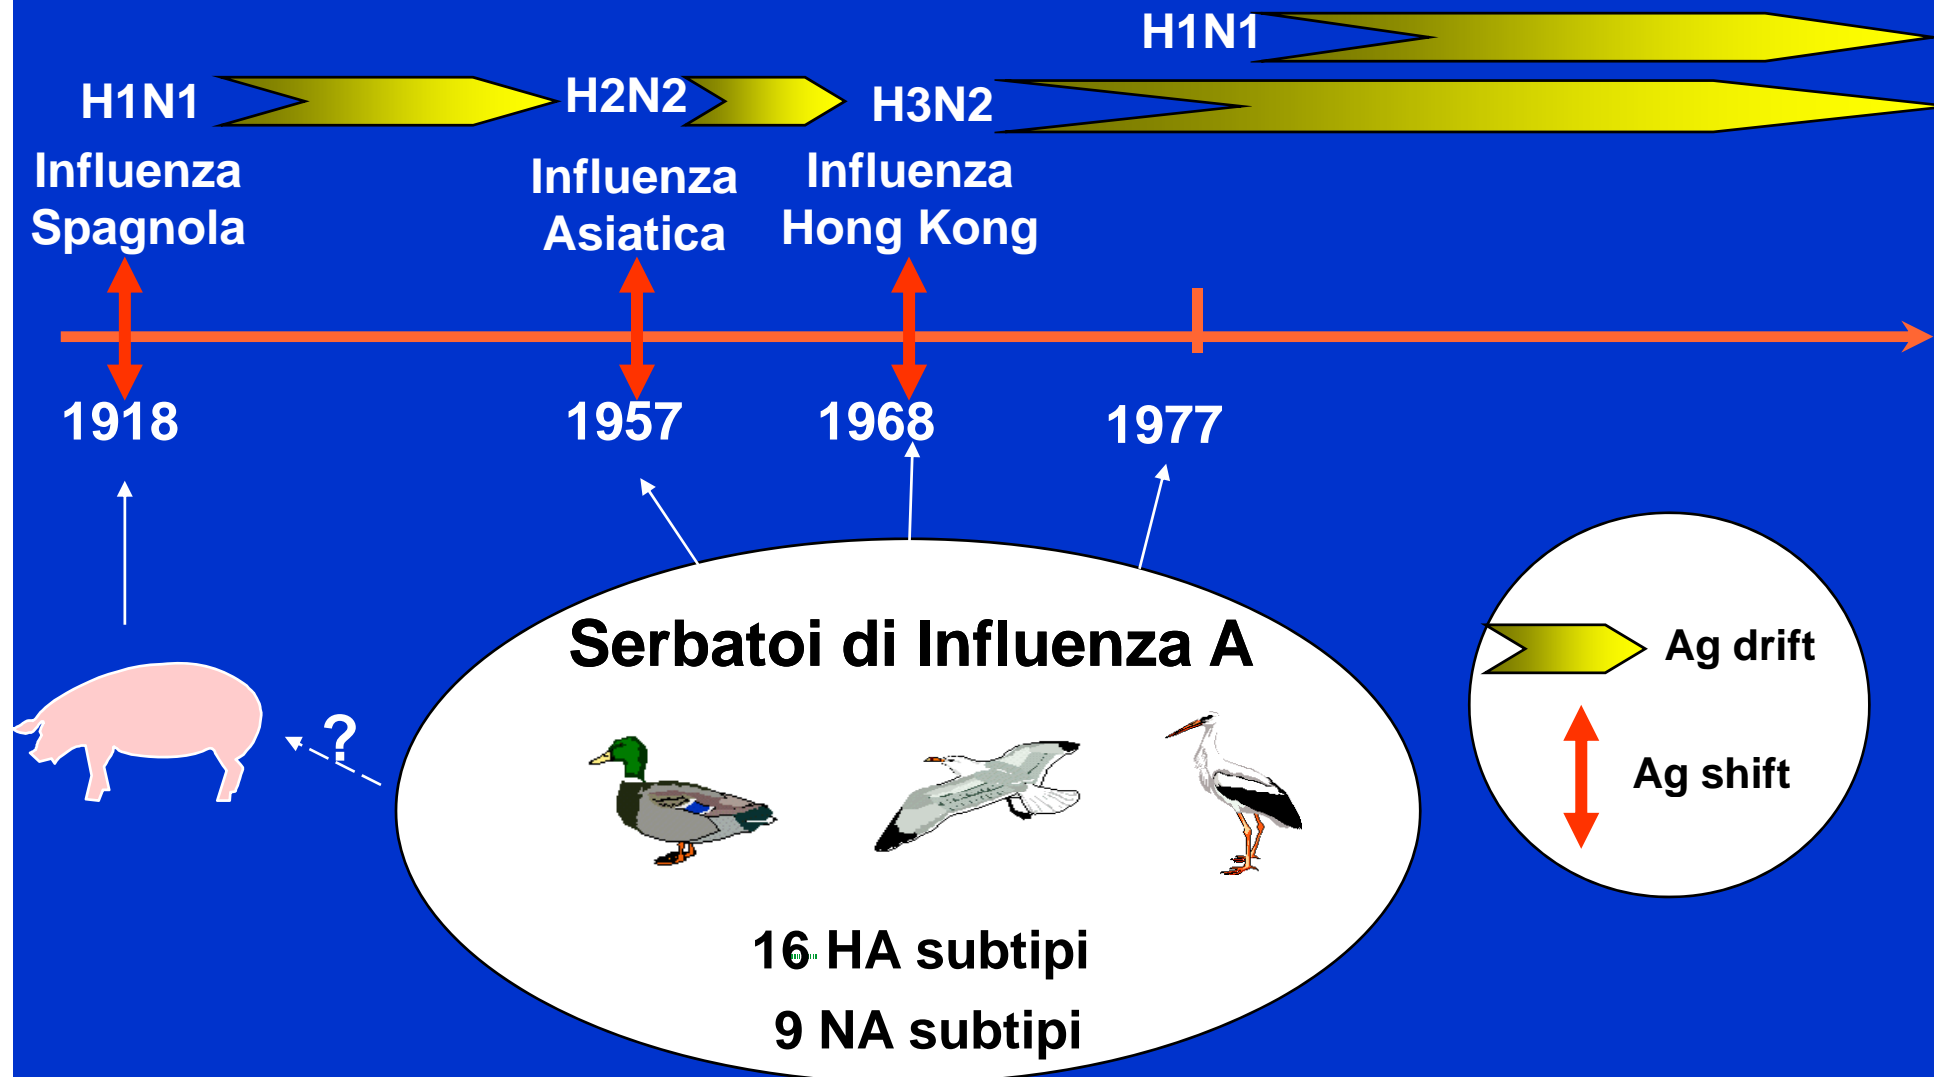 H1N1
H1N1
H2N2
H3N2
Influenza
Spagnola
Influenza
Asiatica
Influenza
Hong Kong
1918
1957
1968
1977
?
Serbatoi di Influenza A
16 HA subtipi
9 NA subtipi
Ag drift
Ag shift